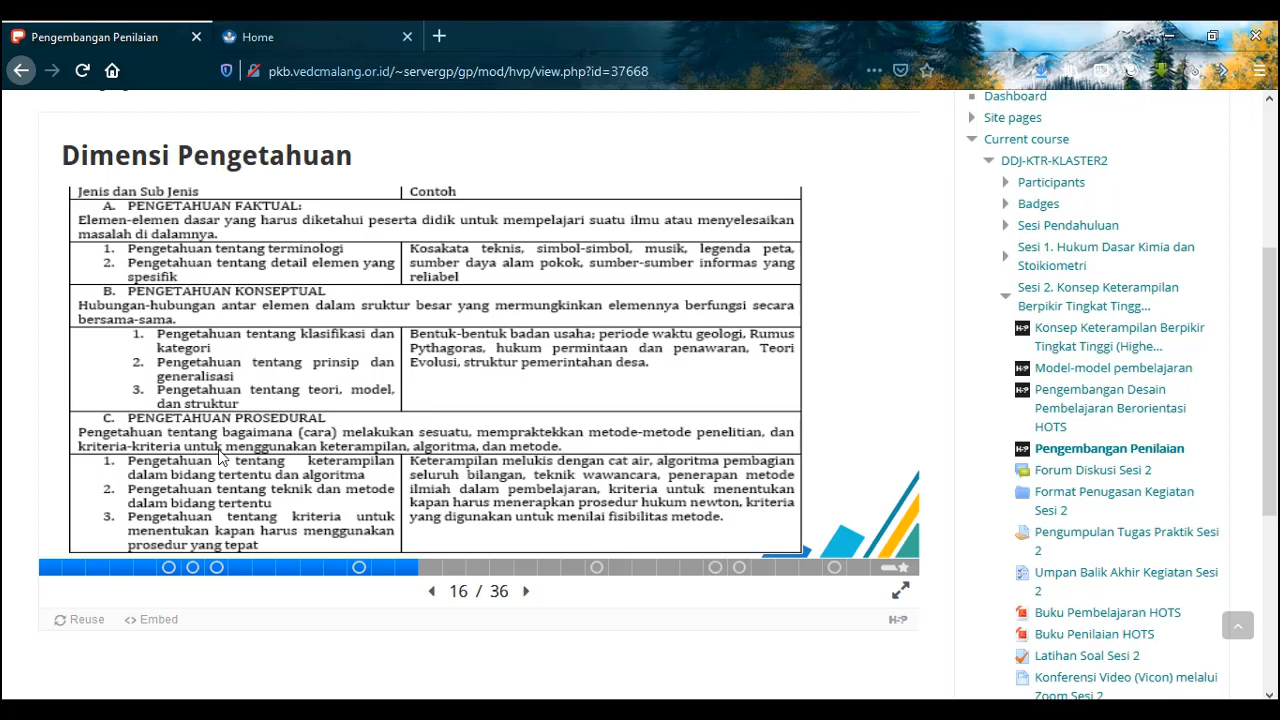 Pengembangan Penilaian
Home
pkb.vedcmalang.or.id/~servergp/gp/mod/hvp/view.php?id=37668
Dimensi Pengetahuan
Jenis dan Sub Jenis
Contoh
A. PENGETAHUAN FAKTUAL:
Elemen-elemen dasar yang harus diketahui peserta didik untuk mempelajari suatu ilmu atau menyelesaikan
masalah di dalamnya.
1. Pengetahuan tentang terminologi
2. Pengetahuan tentang detail elemen yang
spesifik
Kosakata teknis, simbol-simbol, musik, legenda peta,
sumber daya alam pokok, sumber-sumber informas yang
reliabel
B. PENGETAHUAN KONSEPTUAL
Hubungan-hubungan antar elemen dalam sruktur besar yang mermungkinkan elemennya berfungsi secara
bersama-sama.
1. Pengetahuan tentang klasifikasi dan
kategori
2. Pengetahuan tentang prinsip dan
generalisasi
3. Pengetahuan tentang teori, model,
dan struktur
Bentuk-bentuk badan usaha; periode waktu geologi, Rumus
Pythagoras, hukum permintaan dan penawaran, Teori
Evolusi, struktur pemerintahan desa.
C. PENGETAHUAN PROSEDURAL
Pengetahuan tentang bagaimana (cara) melakukan sesuatu, mempraktekkan metode-metode penelitian, dan
kriteria-kriteria untuk menggunakan keterampilan, algoritma, dan metode.
1. Pengetahuan tentang keterampilan
dalam bidang tertentu dan algoritma
2. Pengetahuan tentang teknik dan metode
dalam bidang tertentu
3. Pengetahuan tentang kriteria untuk
menentukan kapan harus menggunakan
prosedur yang tepat
Keterampilan melukis dengan cat air, algoritma pembagian
seluruh bilangan, teknik wawancara, penerapan metode
ilmiah dalam pembelajaran, kriteria untuk menentukan
kapan harus menerapkan prosedur hukum newton, kriteria
yang digunakan untuk menilai fisibilitas metode.
16 / 36
Reuse
<> Embed
H5P
Dashboard
Site pages
Current course
DDJ-KTR-KLASTER2
Participants
Badges
Sesi Pendahuluan
Sesi 1. Hukum Dasar Kimia dan
Stoikiometri
Sesi 2. Konsep Keterampilan
Berpikir Tingkat Tingg...
Konsep Keterampilan Berpikir
Tingkat Tinggi (Highe...
Model-model pembelajaran
Pengembangan Desain
Pembelajaran Berorientasi
HOTS
Pengembangan Penilaian
Forum Diskusi Sesi 2
Format Penugasan Kegiatan
Sesi 2
Pengumpulan Tugas Praktik Sesi
2
Umpan Balik Akhir Kegiatan Sesi
2
Buku Pembelajaran HOTS
Buku Penilaian HOTS
Latihan Soal Sesi 2
Konferensi Video (Vicon) melalui
Zoom Sesi 2